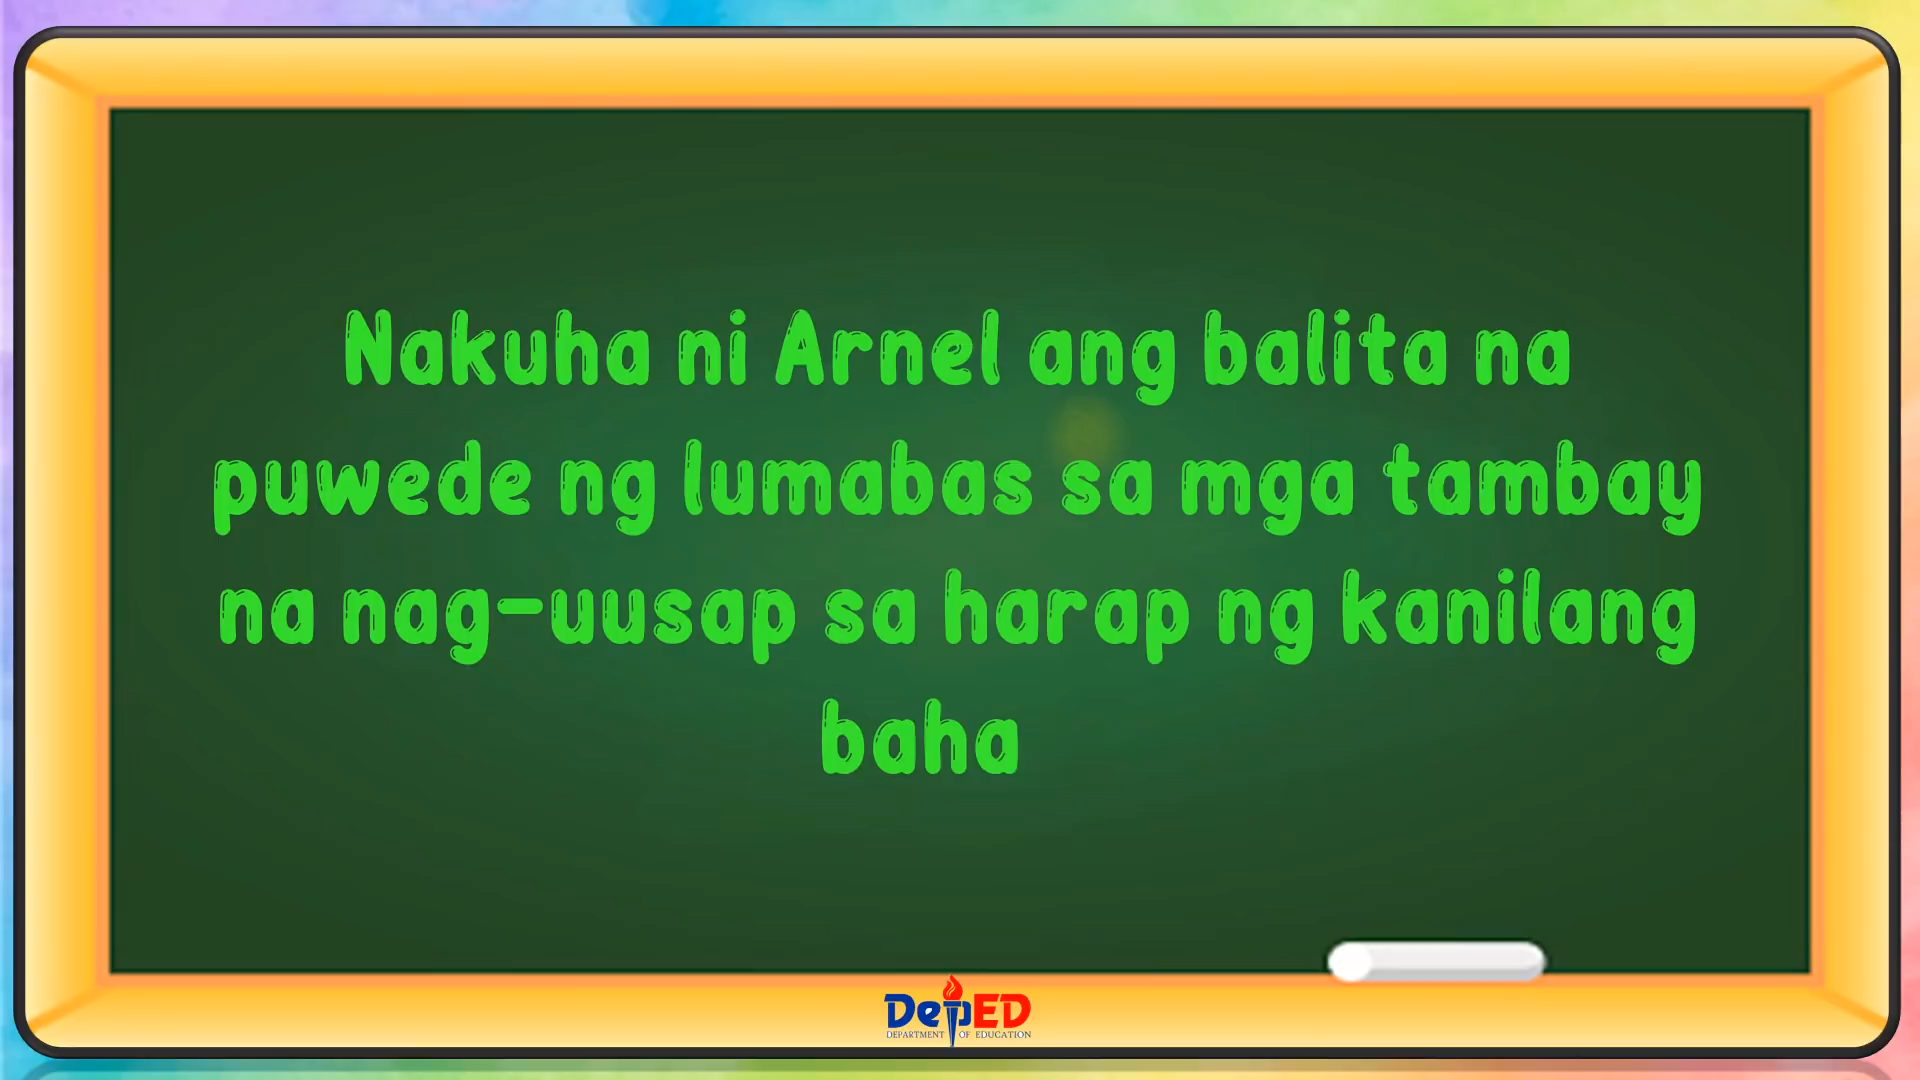 Nakuha ni Arnel ang balita na
puwede ng lumabas sa mga tambay
na nag-uusap sa harap ng kanilang
baha
DepED
DEPARTMENT OF EDUCATION